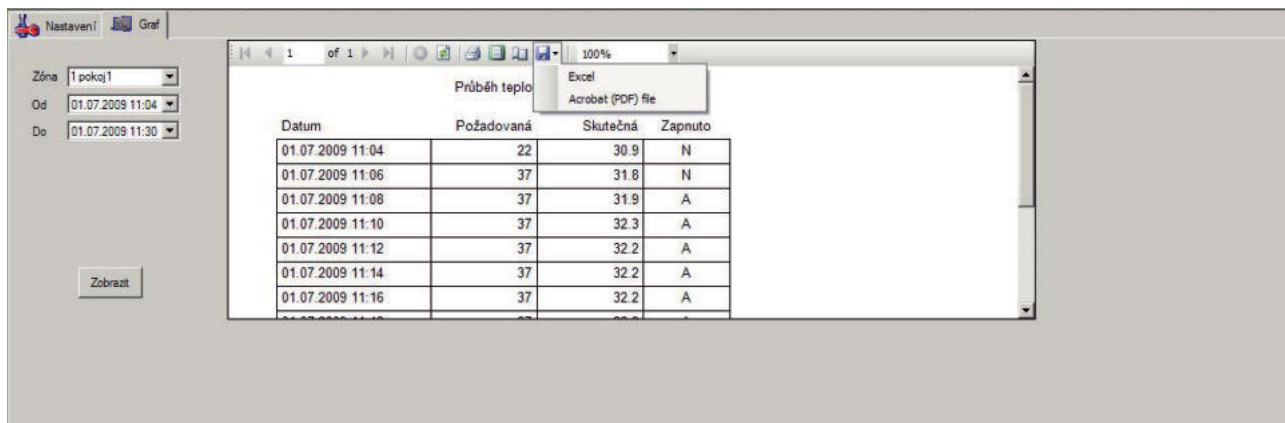 Nastavení Graf
1 of 1 100%
Zóna 1 pokoj1
Od 01.07.2009 11:04
Do 01.07.2009 11:30
Zobrazit
Průběh teplo
Excel
Acrobat (PDF) file
Datum Požadovaná Skutečná Zapnuto
01.07.2009 11:04 22 30.9 N
01.07.2009 11:06 37 31.8 N
01.07.2009 11:08 37 31.9 A
01.07.2009 11:10 37 32.3 A
01.07.2009 11:12 37 32.2 A
01.07.2009 11:14 37 32.2 A
01.07.2009 11:16 37 32.2 A